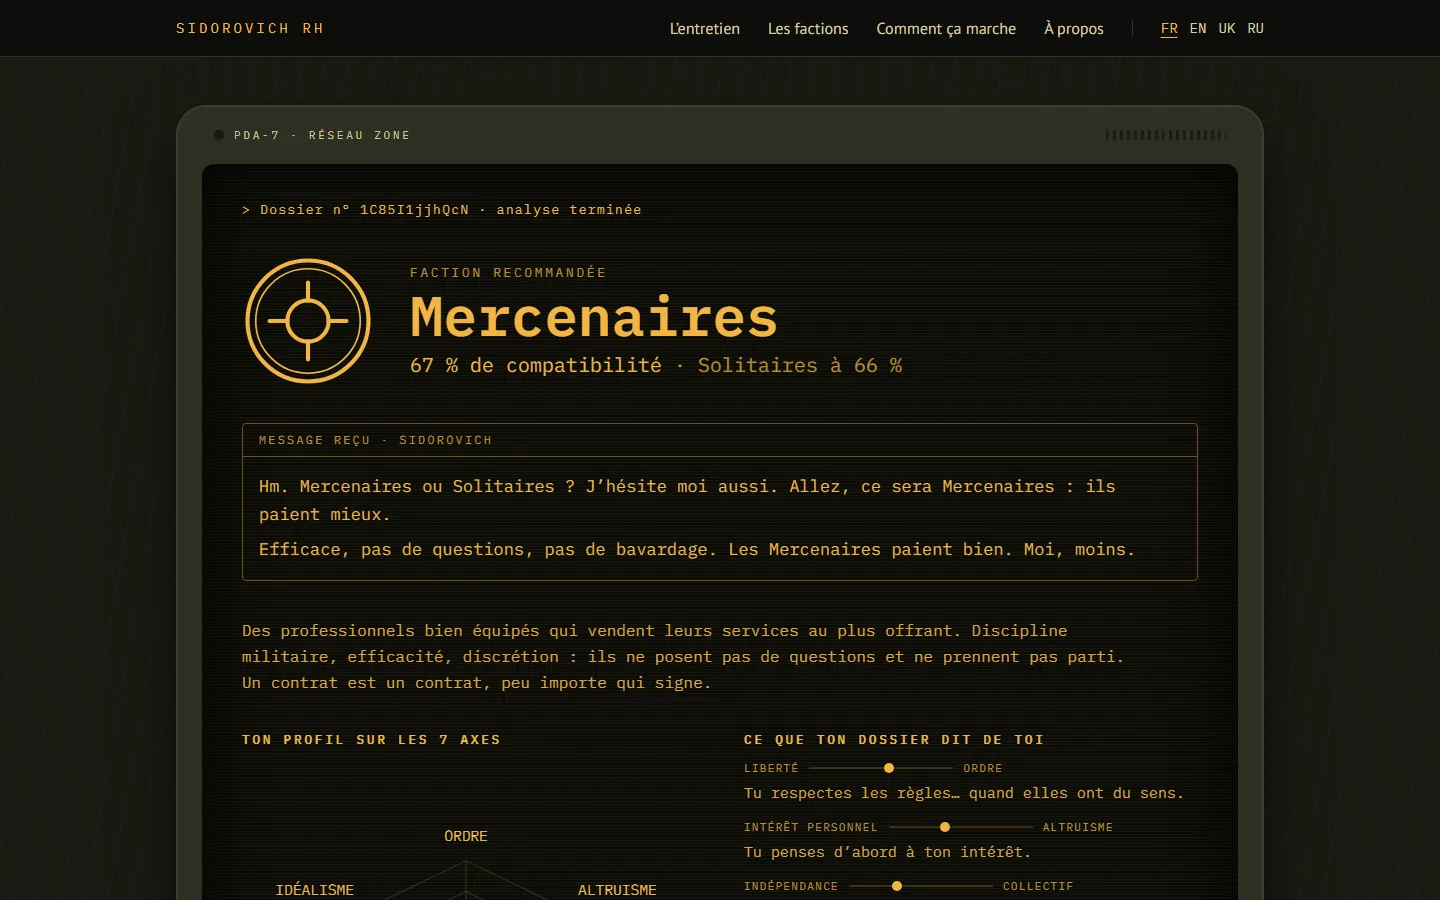 SIDOROVICH RH
L'entretien
Les factions
Comment ça marche
À propos
FR EN UK RU
PDA-7 · RÉSEAU ZONE
> Dossier n° 1C85I1jjhQcN · analyse terminée
FACTION RECOMMANDÉE
Mercenaires
67 % de compatibilité · Solitaires à 66 %
MESSAGE REÇU · SIDOROVICH
Hm. Mercenaires ou Solitaires ? J’hésite moi aussi. Allez, ce sera Mercenaires : ils
paient mieux.
Efficace, pas de questions, pas de bavardage. Les Mercenaires paient bien. Moi, moins.
Des professionnels bien équipés qui vendent leurs services au plus offrant. Discipline
militaire, efficacité, discrétion : ils ne posent pas de questions et ne prennent pas parti.
Un contrat est un contrat, peu importe qui signe.
TON PROFIL SUR LES 7 AXES
ORDRE
IDÉALISME
ALTRUISME
CE QUE TON DOSSIER DIT DE TOI
LIBERTÉ
ORDRE
Tu respectes les règles… quand elles ont du sens.
INTÉRÊT PERSONNEL
ALTRUISME
Tu penses d’abord à ton intérêt.
INDÉPENDANCE
COLLECTIF